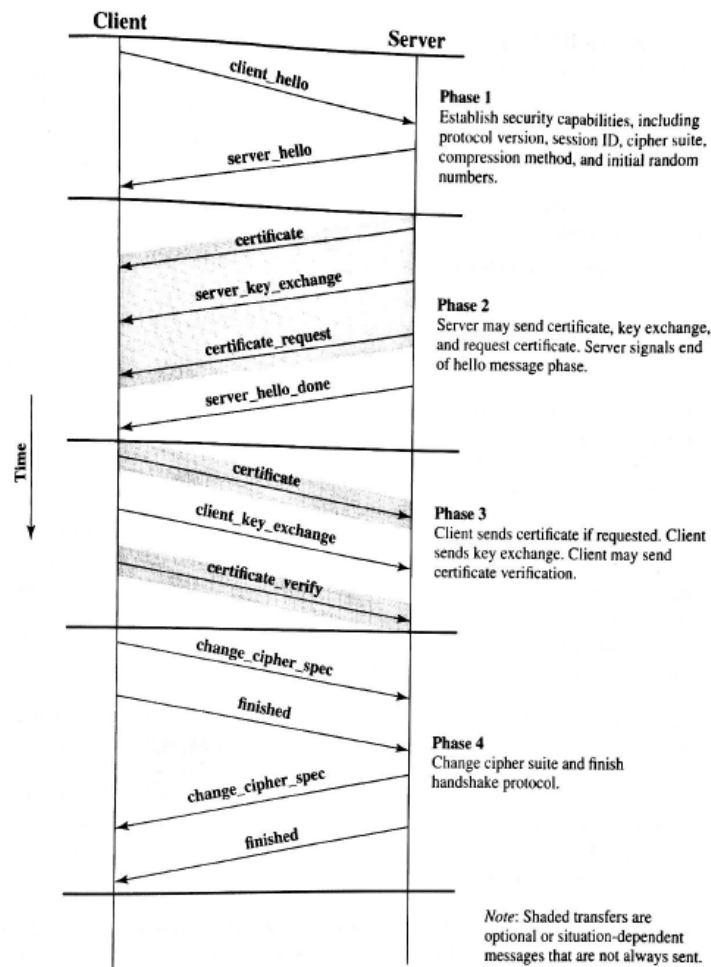 Client
Server
client_hello
Phase 1
Establish security capabilities, including
protocol version, session ID, cipher suite,
compression method, and initial random
numbers.
server_hello
certificate
server_key_exchange
Phase 2
Server may send certificate, key exchange,
and request certificate. Server signals end
of hello message phase.
certificate_request
server_hello_done
Time
certificate
client_key_exchange
Phase 3
Client sends certificate if requested. Client
sends key exchange. Client may send
certificate verification.
certificate_verify
change_cipher_spec
finished
Phase 4
Change cipher suite and finish
handshake protocol.
change_cipher_spec
finished
Note: Shaded transfers are
optional or situation-dependent
messages that are not always sent.